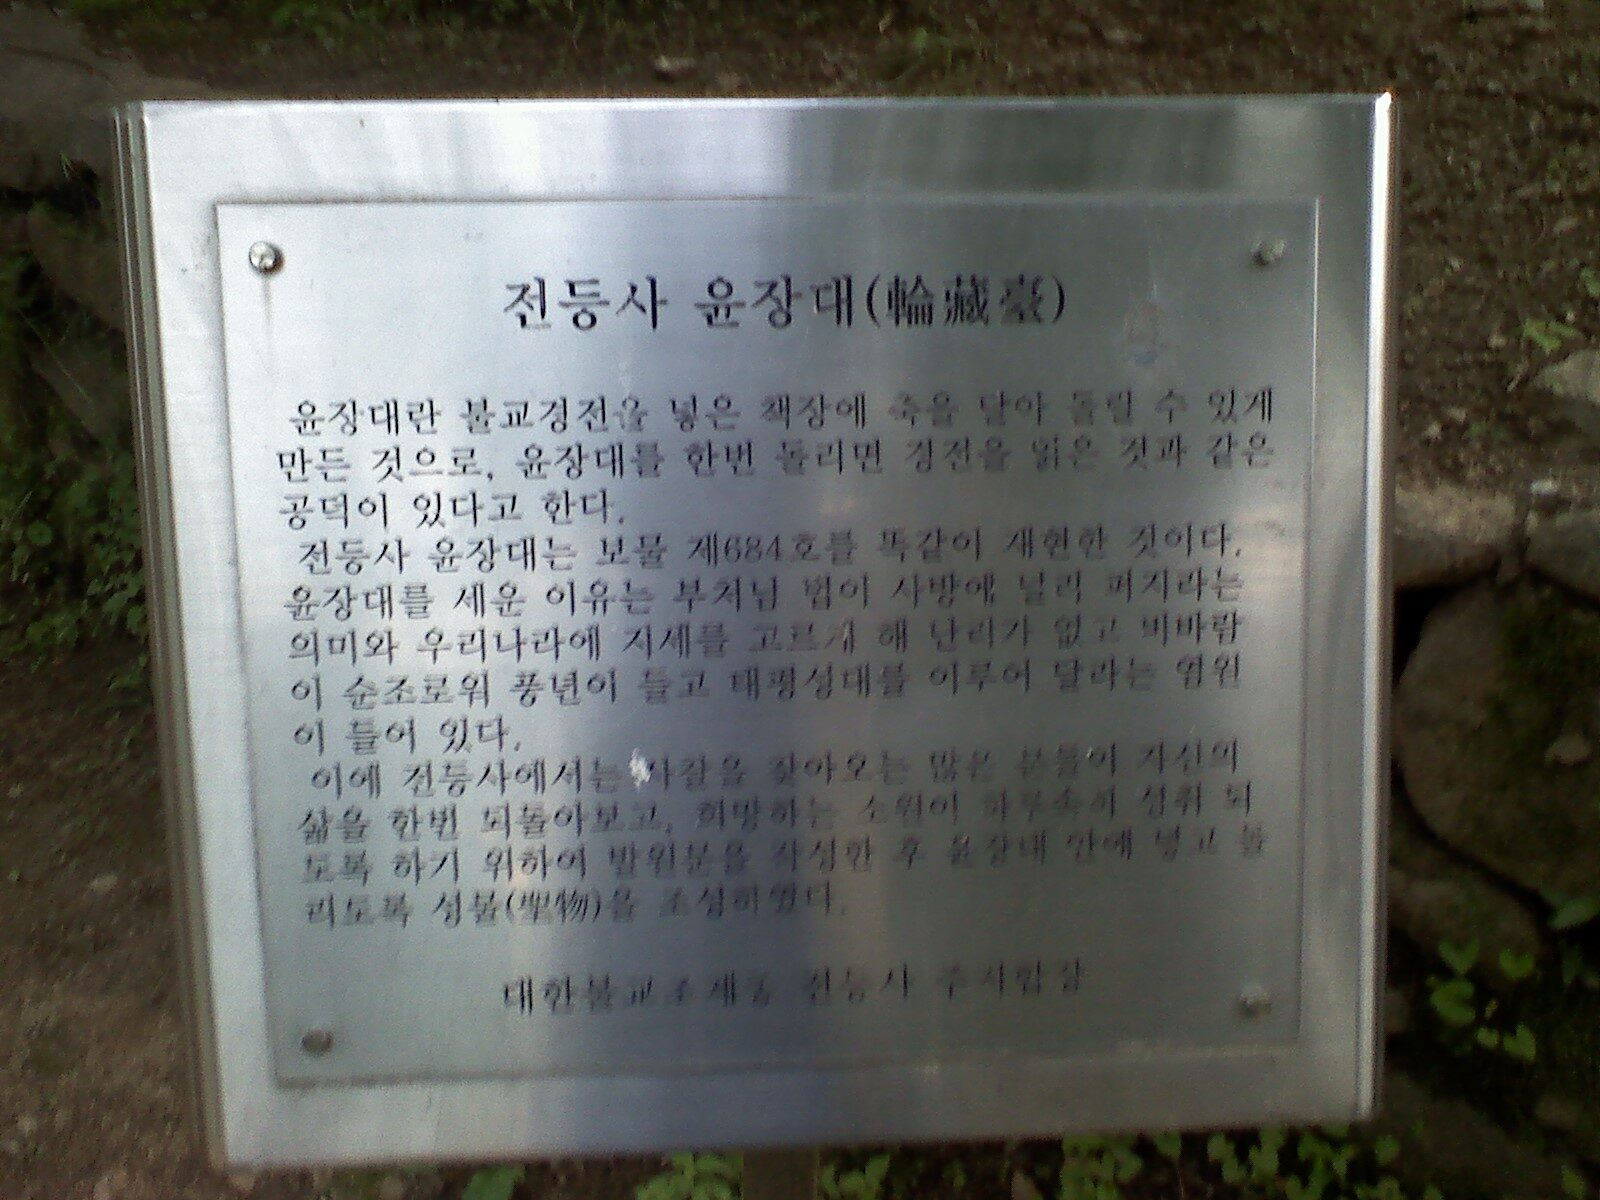 전등사 윤장대(輪藏臺)
윤장대란 불교경전을 넣은 책장에 축을 달아 돌릴 수 있게
만든 것으로, 윤장대를 한번 돌리면 경전을 읽은 것과 같은
공덕이 있다고 한다.
전등사 윤장대는 보물 제684호를 똑같이 재현한 것이다.
윤장대를 세운 이유는 부처님 법이 사방에 널리 퍼지라는
의미와 우리나라에 지세를 고르게 해 난리가 없고 비바람
이 순조로워 풍년이 들고 태평성대를 이루어 달라는 염원
이 들어 있다.
이에 전등사에서는 사찰을 찾아오는 많은 분들이 자신의
삶을 한번 되돌아보고, 희망하는 소원이 하루속히 성취 되
도록 하기 위하여 발원문을 작성한 후 윤장대 안에 넣고 돌
리도록 성물(聖物)을 조성하였다.
대한불교조계종 전등사 주지합장